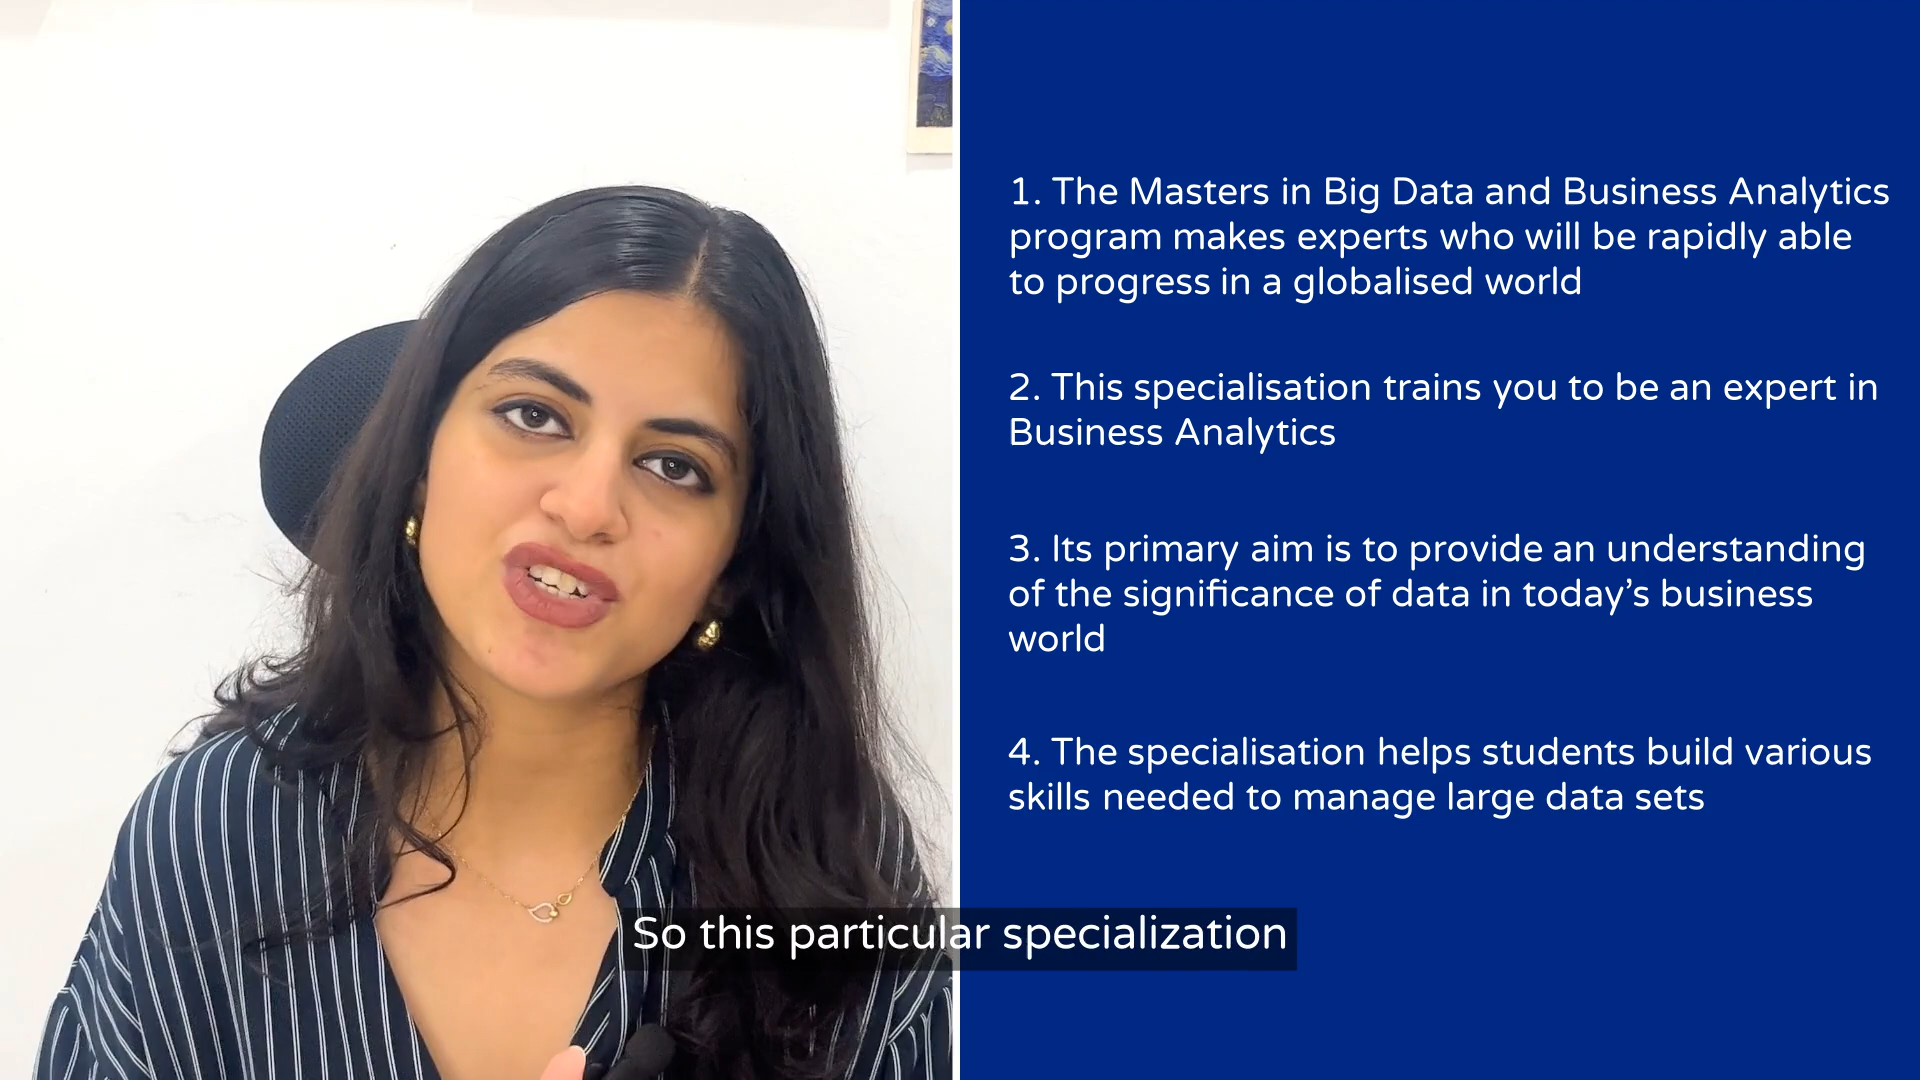 1. The Masters in Big Data and Business Analytics
program makes experts who will be rapidly able
to progress in a globalised world
2. This specialisation trains you to be an expert in
Business Analytics
3. Its primary aim is to provide an understanding
of the significance of data in today’s business
world
4. The specialisation helps students build various
skills needed to manage large data sets
So this particular specialization